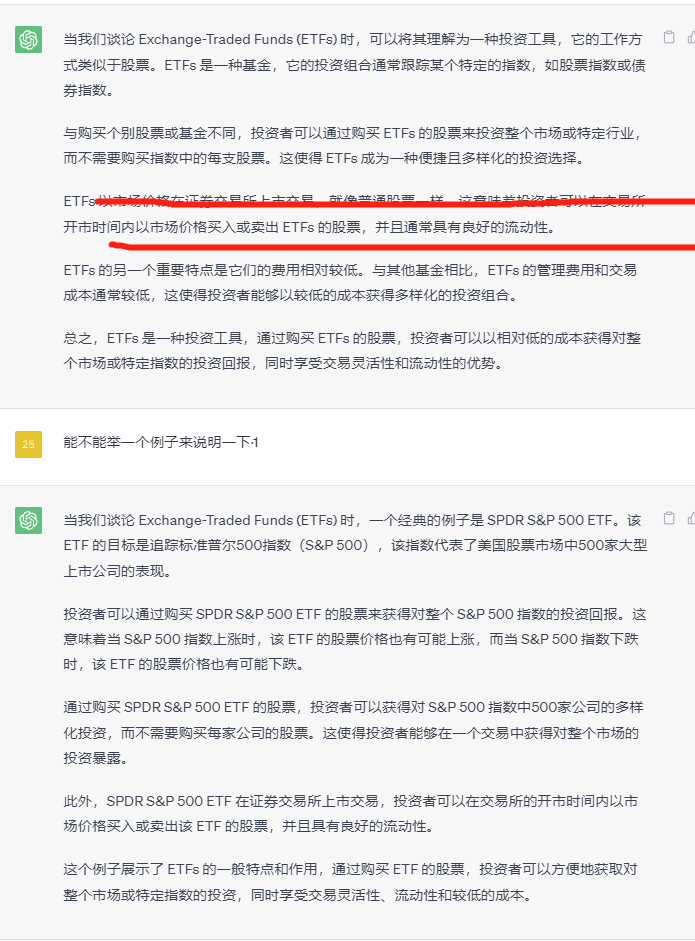 当我们谈论 Exchange-Traded Funds (ETFs) 时，可以将其理解为一种投资工具，它的工作方
式类似于股票。ETFs 是一种基金，它的投资组合通常跟踪某个特定的指数，如股票指数或债
券指数。
与购买个别股票或基金不同，投资者可以通过购买 ETFs 的股票来投资整个市场或特定行业，
而不需要购买指数中的每支股票。这使得 ETFs 成为一种便捷且多样化的投资选择。
ETFs 以市场价格在证券交易所上市交易，就像普通股票一样。这意味着投资者可以在交易所
开市时间内以市场价格买入或卖出 ETFs 的股票，并且通常具有良好的流动性。
ETFs 的另一个重要特点是它们的费用相对较低。与其他基金相比，ETFs 的管理费用和交易
成本通常较低，这使得投资者能够以较低的成本获得多样化的投资组合。
总之，ETFs 是一种投资工具，通过购买 ETFs 的股票，投资者可以以相对低的成本获得对整
个市场或特定指数的投资回报，同时享受交易灵活性和流动性的优势。
25
能不能举一个例子来说明一下·1
当我们谈论 Exchange-Traded Funds (ETFs) 时，一个经典的例子是 SPDR S&P 500 ETF。该
ETF 的目标是追踪标准普尔500指数（S&P 500），该指数代表了美国股票市场中500家大型
上市公司的表现。
投资者可以通过购买 SPDR S&P 500 ETF 的股票来获得对整个 S&P 500 指数的投资回报。这
意味着当 S&P 500 指数上涨时，该 ETF 的股票价格也有可能上涨，而当 S&P 500 指数下跌
时，该 ETF 的股票价格也有可能下跌。
通过购买 SPDR S&P 500 ETF 的股票，投资者可以获得对 S&P 500 指数中500家公司的多样
化投资，而不需要购买每家公司的股票。这使得投资者能够在一个交易中获得对整个市场的
投资暴露。
此外，SPDR S&P 500 ETF 在证券交易所上市交易，投资者可以在交易所的开市时间内以市
场价格买入或卖出该 ETF 的股票，并且具有良好的流动性。
这个例子展示了 ETFs 的一般特点和作用，通过购买 ETF 的股票，投资者可以方便地获取对
整个市场或特定指数的投资，同时享受交易灵活性、流动性和较低的成本。